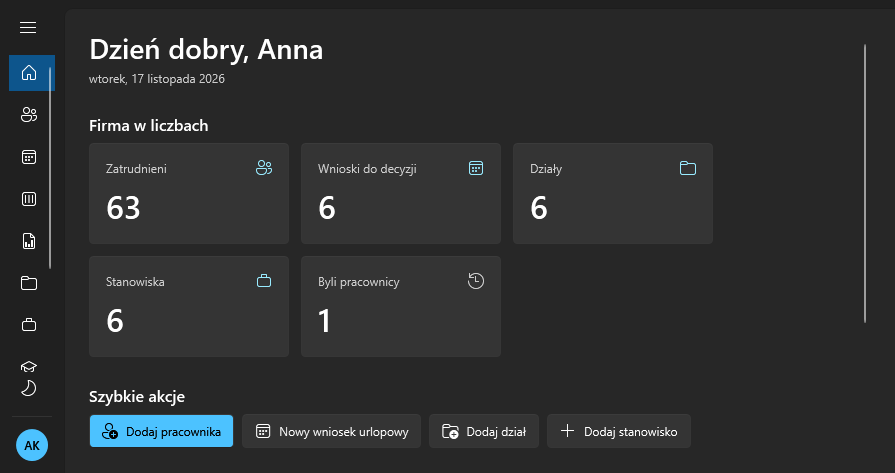 Dzień dobry, Anna
wtorek, 17 listopada 2026
Firma w liczbach
Zatrudnieni
63
Wnioski do decyzji
6
Działy
6
Stanowiska
6
Byli pracownicy
1
Szybkie akcje
Dodaj pracownika
Nowy wniosek urlopowy
Dodaj dział
Dodaj stanowisko
AK